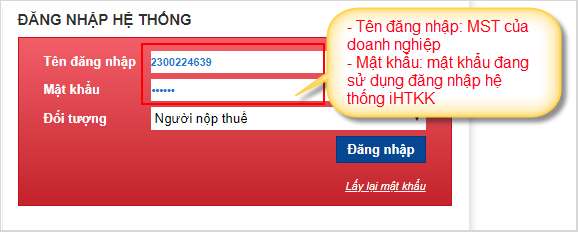 ĐĂNG NHẬP HỆ THỐNG
Tên đăng nhập 2300224639
Mật khẩu ••••••
Đối tượng Người nộp thuế
Đăng nhập
Lấy lại mật khẩu
- Tên đăng nhập: MST của
doanh nghiệp
- Mật khẩu: mật khẩu đang
sử dụng đăng nhập hệ
thống iHTKK